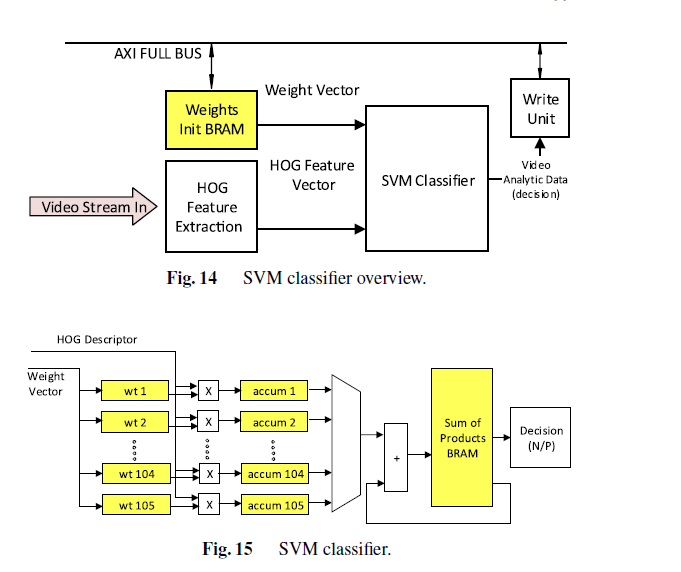 AXI FULL BUS
Weight Vector
Weights
Init BRAM
Write
Unit
HOG Feature
Vector
SVM Classifier
Video
Analytic Data
(decision)
HOG
Feature
Extraction
Video Stream In
Fig. 14 SVM classifier overview.
HOG Descriptor
Weight
Vector
wt 1
X
accum 1
wt 2
X
accum 2
Sum of
Products
BRAM
Decision
(N/P)
+
wt 104
X
accum 104
wt 105
X
accum 105
Fig. 15 SVM classifier.